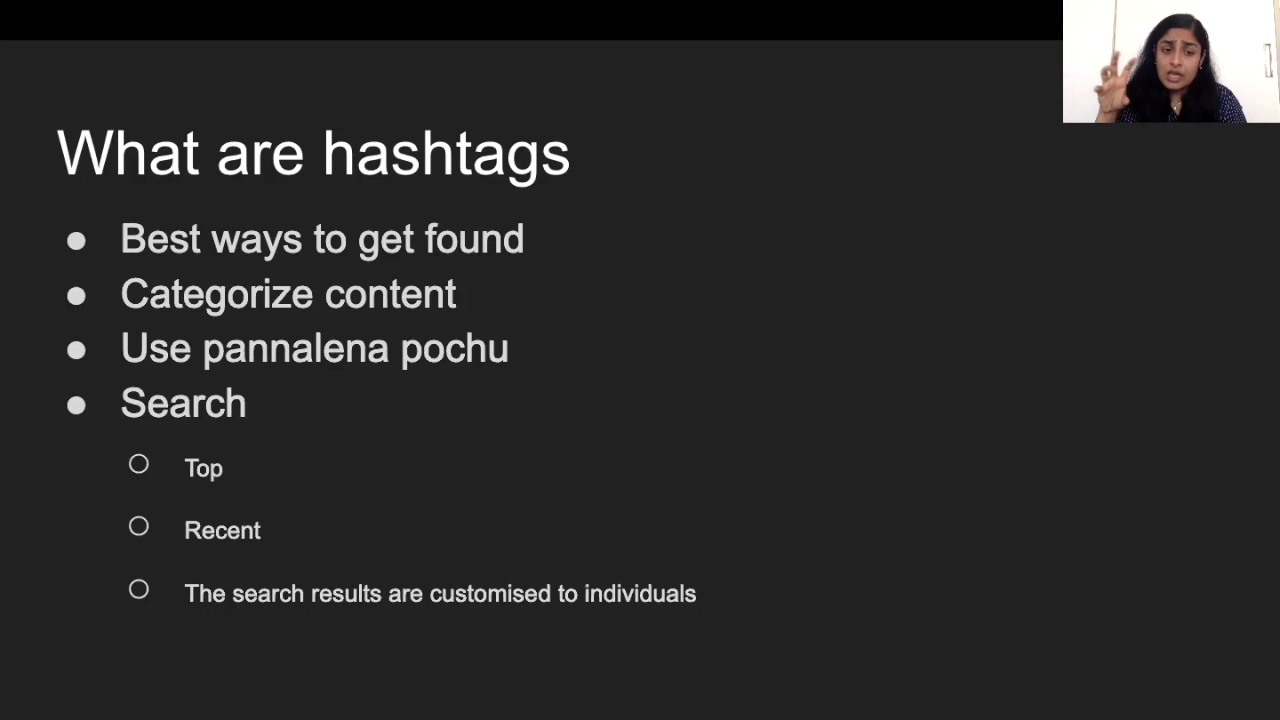 What are hashtags
Best ways to get found
Categorize content
Use pannalena pochu
Search
Top
Recent
The search results are customised to individuals